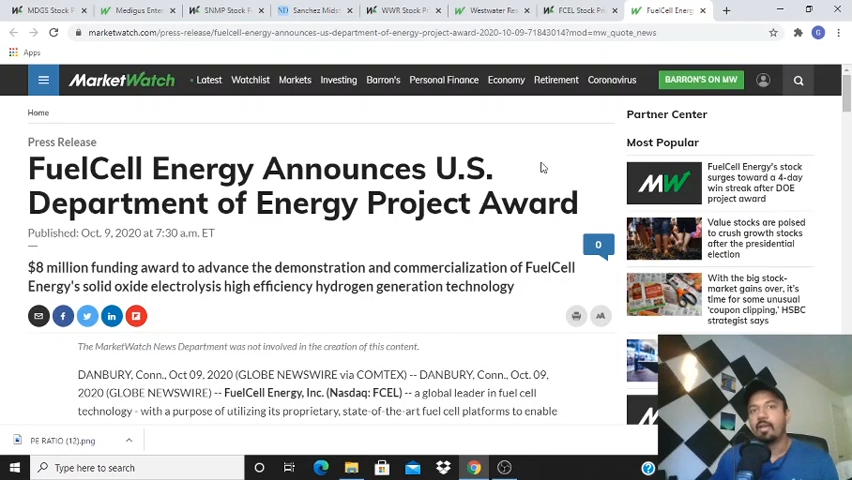 MDGS Stock P
Medigus Enter
SNMP Stock F
Sanchez Midst
WWR Stock Pri
Westwater Res
FCEL Stock Pri
FuelCell Energ
marketwatch.com/press-release/fuelcell-energy-announces-us-department-of-energy-project-award-2020-10-09-71843014?mod=mw_quote_news
G
Apps
MarketWatch
Latest Watchlist Markets Investing Barron's Personal Finance Economy Retirement Coronavirus
BARRON'S ON MW
Home
Press Release
FuelCell Energy Announces U.S.
Department of Energy Project Award
Published: Oct. 9, 2020 at 7:30 a.m. ET
0
$8 million funding award to advance the demonstration and commercialization of FuelCell
Energy's solid oxide electrolysis high efficiency hydrogen generation technology
AA
The MarketWatch News Department was not involved in the creation of this content.
DANBURY, Conn., Oct 09, 2020 (GLOBE NEWSWIRE via COMTEX) -- DANBURY, Conn., Oct. 09,
2020 (GLOBE NEWSWIRE) -- FuelCell Energy, Inc. (Nasdaq: FCEL) -- a global leader in fuel cell
technology - with a purpose of utilizing its proprietary, state-of-the-art fuel cell platforms to enable
Partner Center
Most Popular
MW
FuelCell Energy's stock
surges toward a 4-day
win streak after DOE
project award
Value stocks are poised
to crush growth stocks
after the presidential
election
With the big stock-
market gains over, it's
time for some unusual
'coupon clipping,' HSBC
strategist says
PE RATIO (12).png
Type here to search